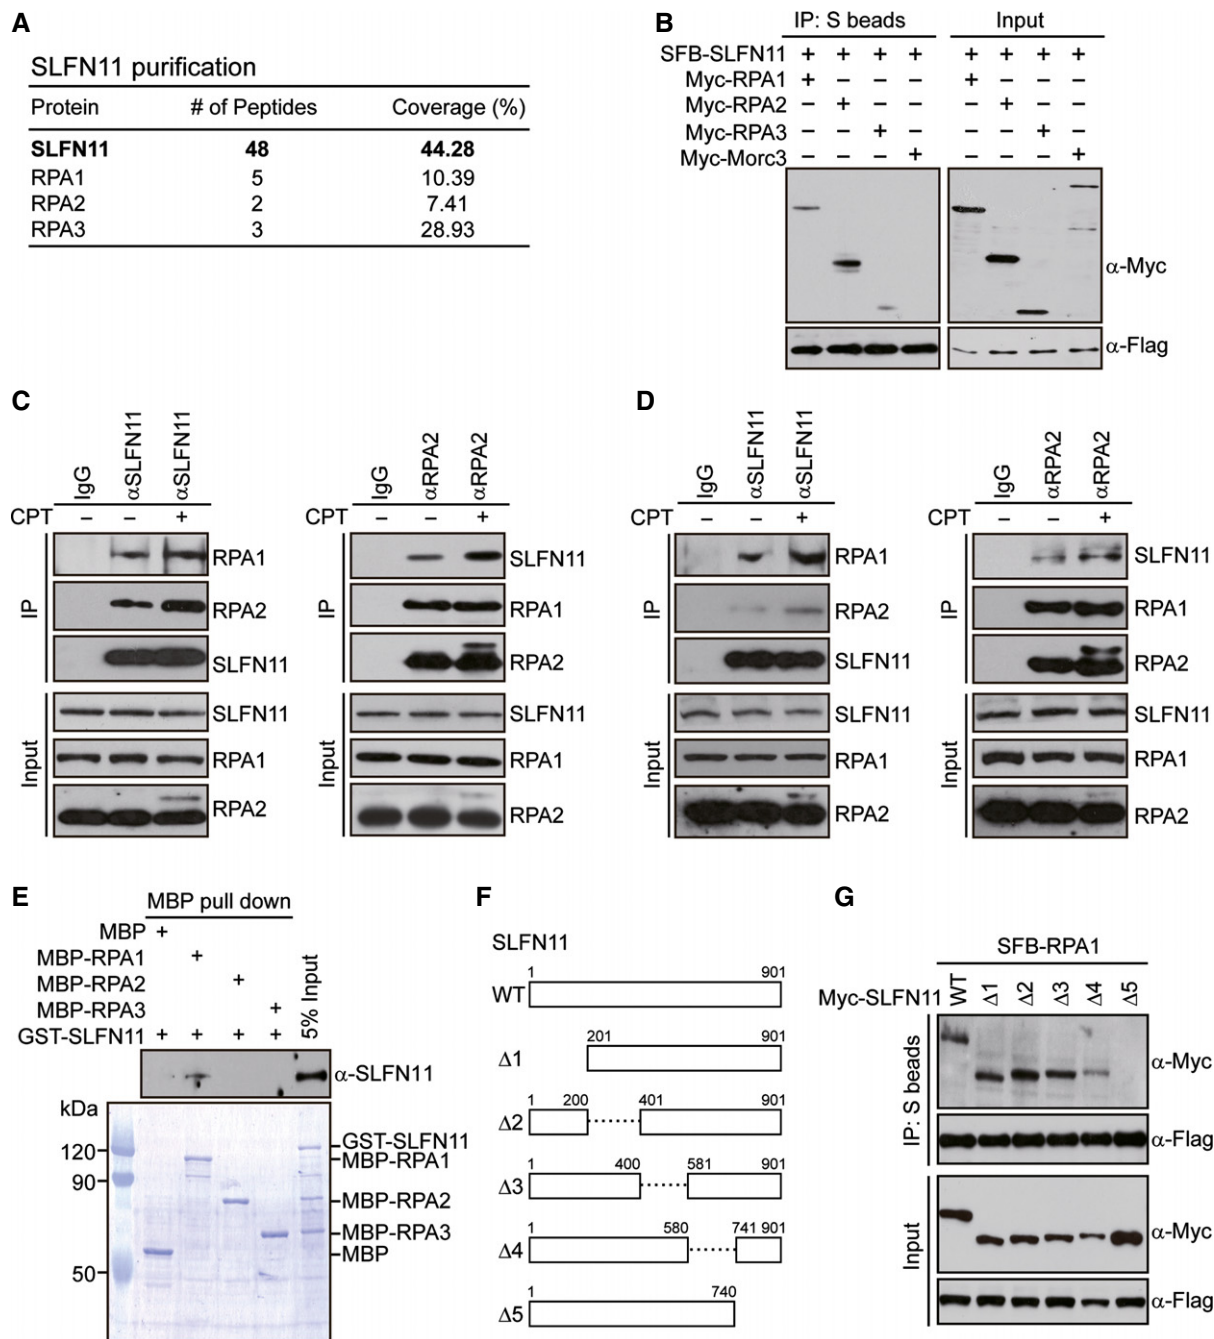 A
SLFN11 purification
Protein # of Peptides Coverage (%)
SLFN11 48 44.28
RPA1 5 10.39
RPA2 2 7.41
RPA3 3 28.93
B
IP: S beads Input
SFB-SLFN11 + + + + + + + +
Myc-RPA1 + − − − + − − −
Myc-RPA2 − + − − − + − −
Myc-RPA3 − − + − − − + −
Myc-Morc3 − − − + − − − +
α-Myc
α-Flag
C
IgG αSLFN11 αSLFN11
CPT − − +
IP
RPA1
RPA2
SLFN11
Input
SLFN11
RPA1
RPA2
IgG αRPA2 αRPA2
CPT − − +
IP
SLFN11
RPA1
RPA2
Input
SLFN11
RPA1
RPA2
D
IgG αSLFN11 αSLFN11
CPT − − +
IP
RPA1
RPA2
SLFN11
Input
SLFN11
RPA1
RPA2
IgG αRPA2 αRPA2
CPT − − +
IP
SLFN11
RPA1
RPA2
Input
SLFN11
RPA1
RPA2
E
MBP pull down
MBP +
MBP-RPA1 +
MBP-RPA2 +
MBP-RPA3 +
GST-SLFN11 + + + +
5% Input
α-SLFN11
kDa
120
90
50
GST-SLFN11
MBP-RPA1
MBP-RPA2
MBP-RPA3
MBP
F
SLFN11
1 901
WT
201 901
Δ1
1 200 401 901
Δ2
1 400 581 901
Δ3
1 580 741 901
Δ4
1 740
Δ5
G
SFB-RPA1
Myc-SLFN11 WT Δ1 Δ2 Δ3 Δ4 Δ5
IP: S beads
α-Myc
α-Flag
Input
α-Myc
α-Flag